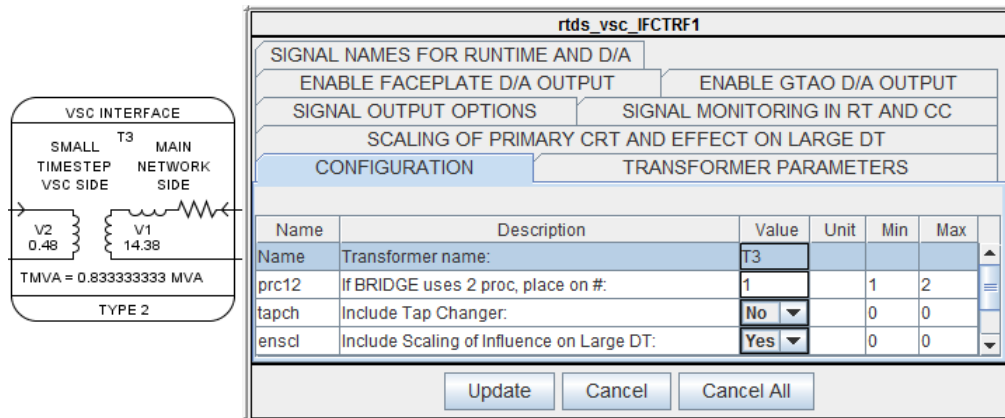 VSC INTERFACE
T3
SMALL TIMESTEP VSC SIDE
MAIN NETWORK SIDE
V2
0.48
V1
14.38
TMVA = 0.833333333 MVA
TYPE 2
rtds_vsc_IFCTRF1
SIGNAL NAMES FOR RUNTIME AND D/A
ENABLE FACEPLATE D/A OUTPUT ENABLE GTAO D/A OUTPUT
SIGNAL OUTPUT OPTIONS SIGNAL MONITORING IN RT AND CC
SCALING OF PRIMARY CRT AND EFFECT ON LARGE DT
CONFIGURATION TRANSFORMER PARAMETERS
Name Description Value Unit Min Max
Name Transformer name: T3
prc12 If BRIDGE uses 2 proc, place on #: 1 1 2
tapch Include Tap Changer: No 0 0
enscl Include Scaling of Influence on Large DT: Yes 0 0
Update Cancel Cancel All